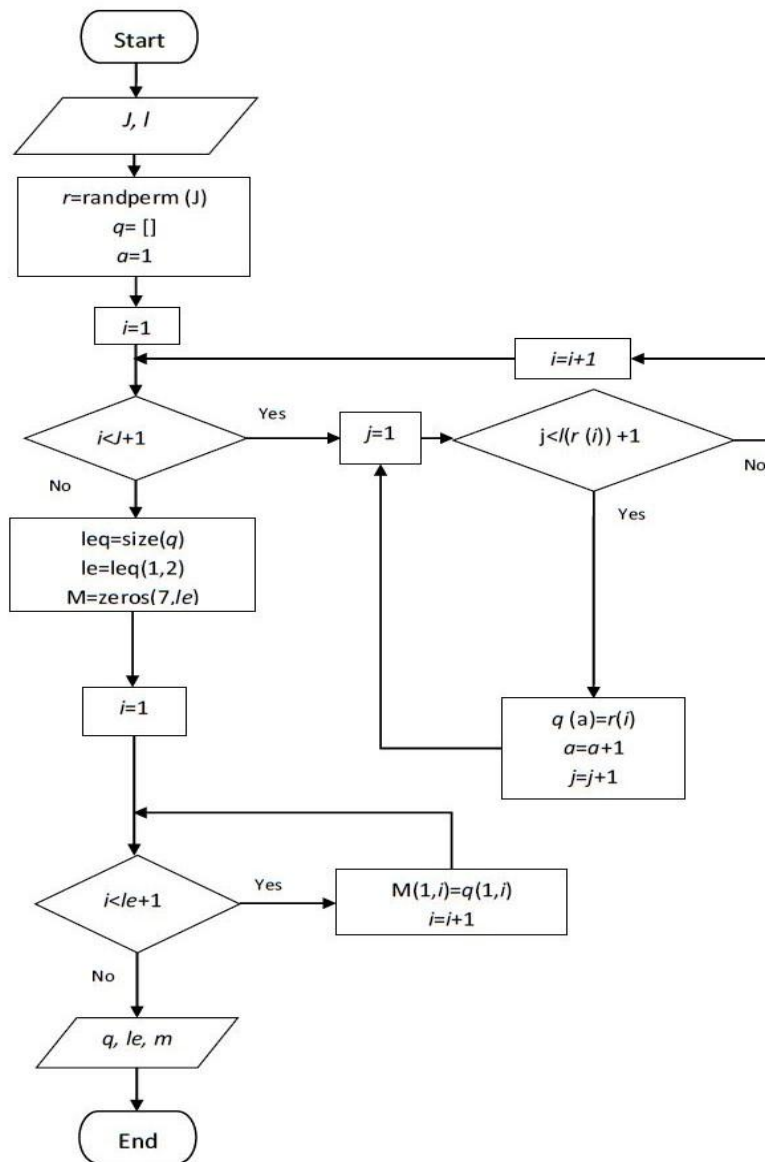 Start
J, l
r=randperm (J)
q= []
a=1
i=1
i=i+1
i<J+1
Yes
j=1
j<l(r (i)) +1
No
No
Yes
leq=size(q)
le=leq(1,2)
M=zeros(7,le)
i=1
q (a)=r(i)
a=a+1
j=j+1
i<le+1
Yes
M(1,i)=q(1,i)
i=i+1
No
q, le, m
End